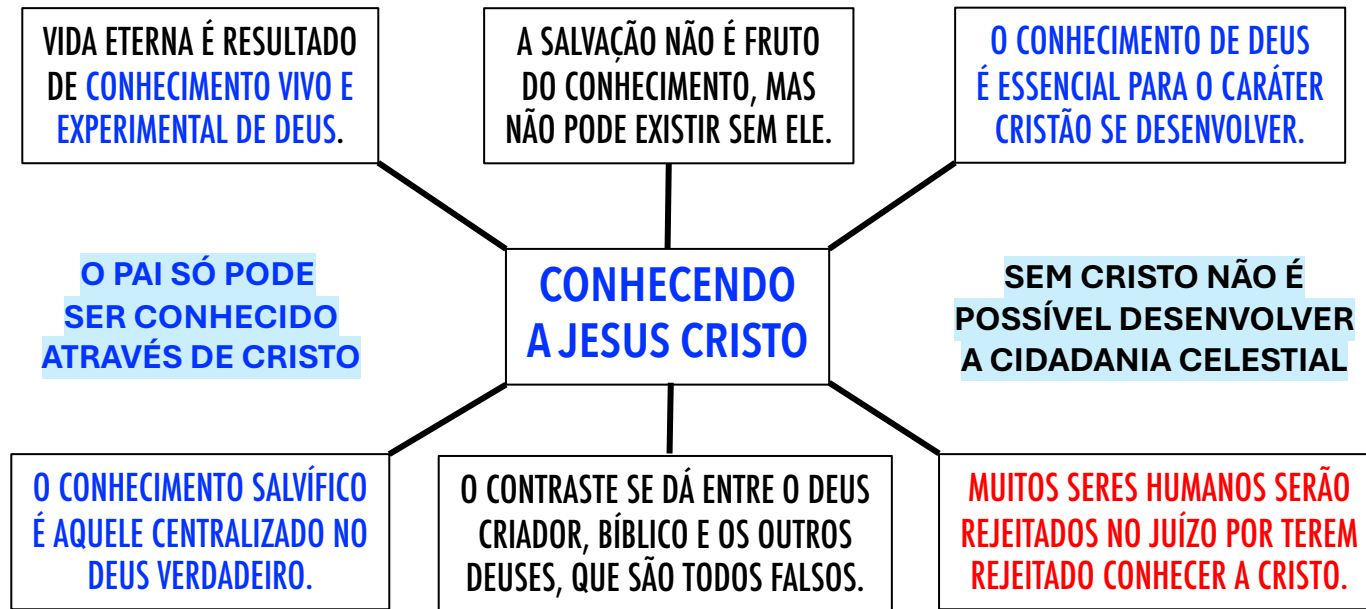 VIDA ETERNA É RESULTADO
DE CONHECIMENTO VIVO E
EXPERIMENTAL DE DEUS.
A SALVAÇÃO NÃO É FRUTO
DO CONHECIMENTO, MAS
NÃO PODE EXISTIR SEM ELE.
O CONHECIMENTO DE DEUS
É ESSENCIAL PARA O CARÁTER
CRISTÃO SE DESENVOLVER.
O PAI SÓ PODE
SER CONHECIDO
ATRAVÉS DE CRISTO
CONHECENDO
A JESUS CRISTO
SEM CRISTO NÃO É
POSSÍVEL DESENVOLVER
A CIDADANIA CELESTIAL
O CONHECIMENTO SALVÍFICO
É AQUELE CENTRALIZADO NO
DEUS VERDADEIRO.
O CONTRASTE SE DÁ ENTRE O DEUS
CRIADOR, BÍBLICO E OS OUTROS
DEUSES, QUE SÃO TODOS FALSOS.
MUITOS SERES HUMANOS SERÃO
REJEITADOS NO JUÍZO POR TEREM
REJEITADO CONHECER A CRISTO.